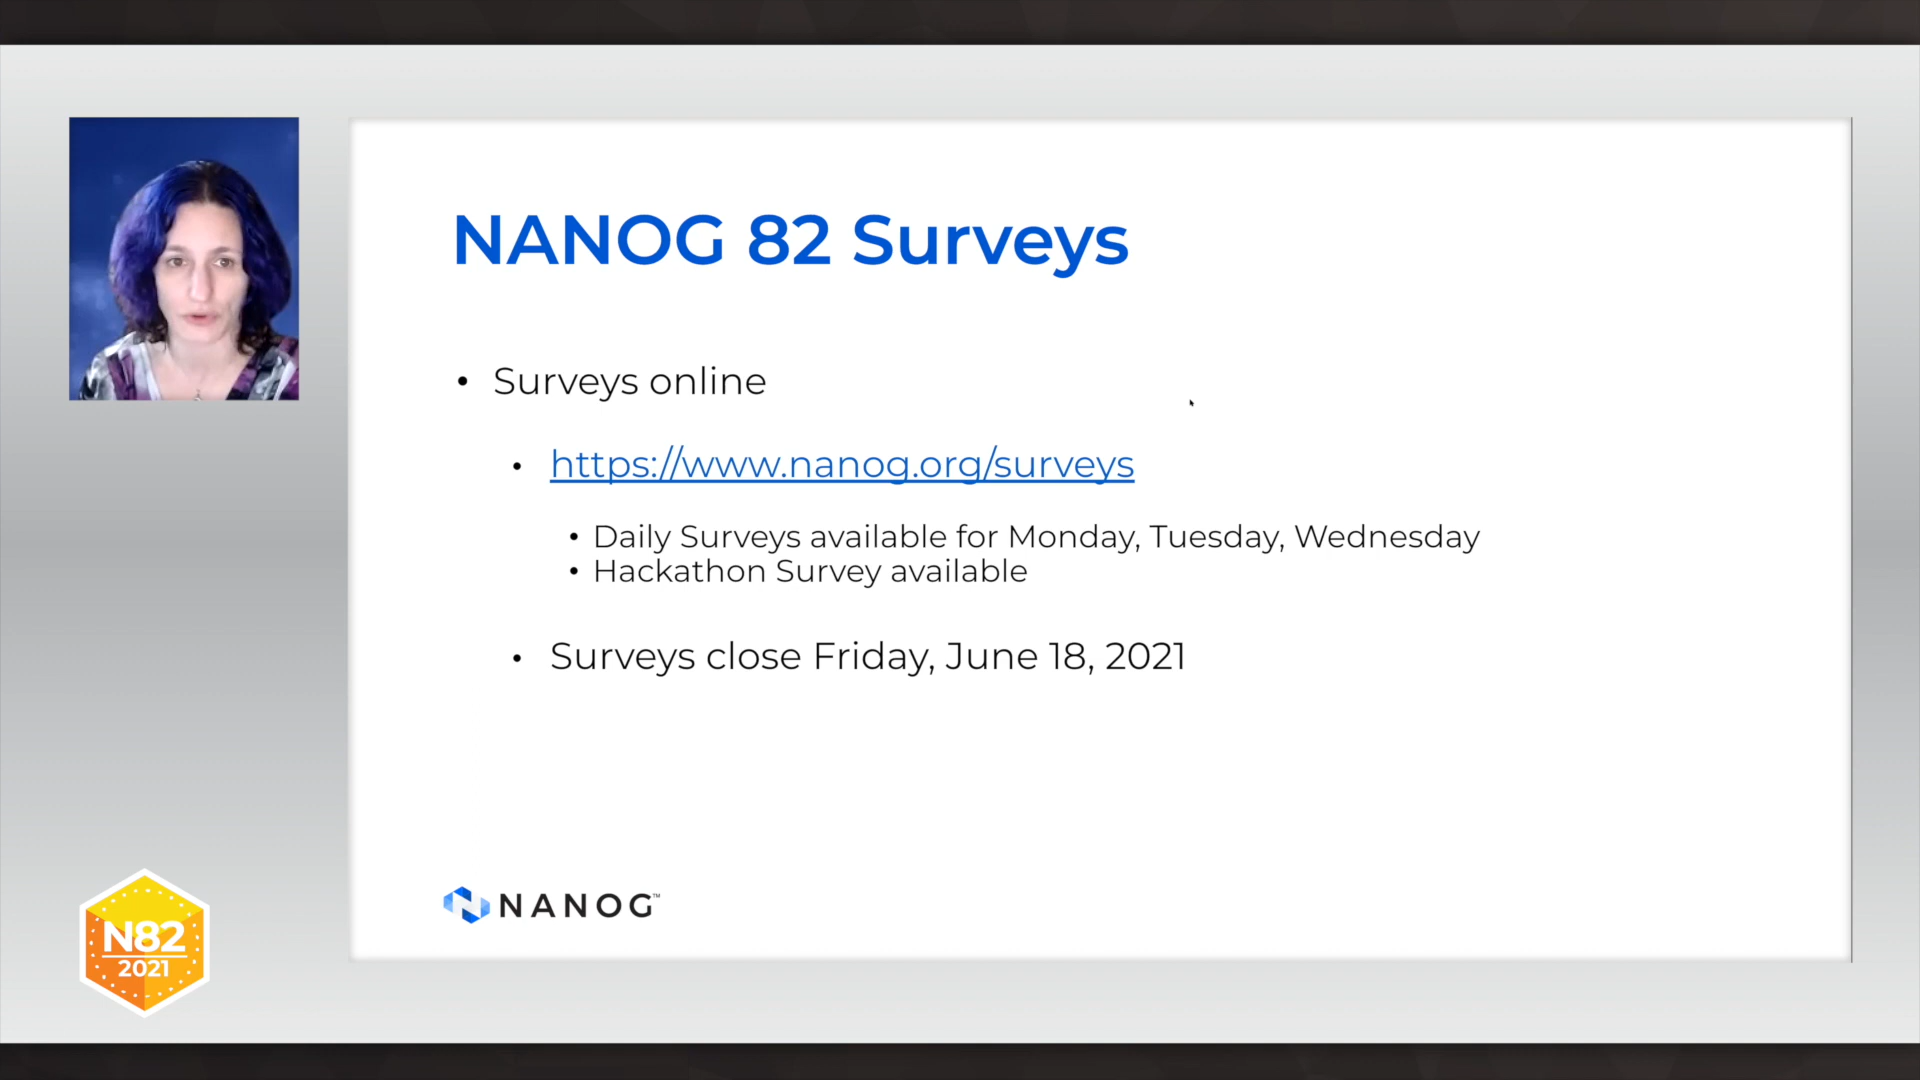 NANOG 82 Surveys
• Surveys online
• https://www.nanog.org/surveys
• Daily Surveys available for Monday, Tuesday, Wednesday
• Hackathon Survey available
• Surveys close Friday, June 18, 2021
NANOG™
N82
2021